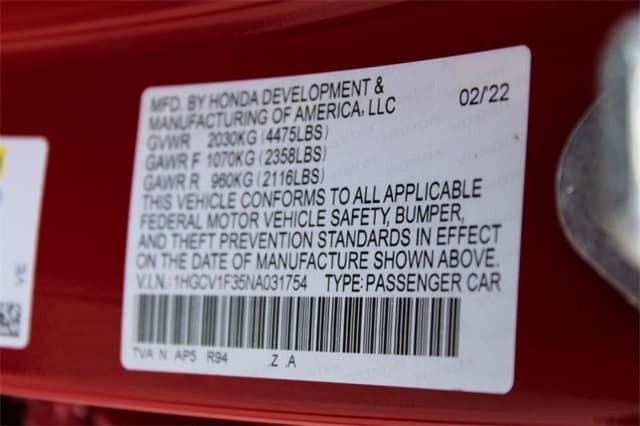 MFD. BY HONDA DEVELOPMENT &
MANUFACTURING OF AMERICA, LLC 02/'22
GVWR 2030KG (4475LBS)
GAWR F 1070KG (2358LBS)
GAWR R 960KG (2116LBS)
THIS VEHICLE CONFORMS TO ALL APPLICABLE
FEDERAL MOTOR VEHICLE SAFETY, BUMPER,
AND THEFT PREVENTION STANDARDS IN EFFECT
ON THE DATE OF MANUFACTURE SHOWN ABOVE.
V.I.N.: 1HGCV1F35NA031754 TYPE: PASSENGER CAR
TVA N AP5 R94 .Z .A